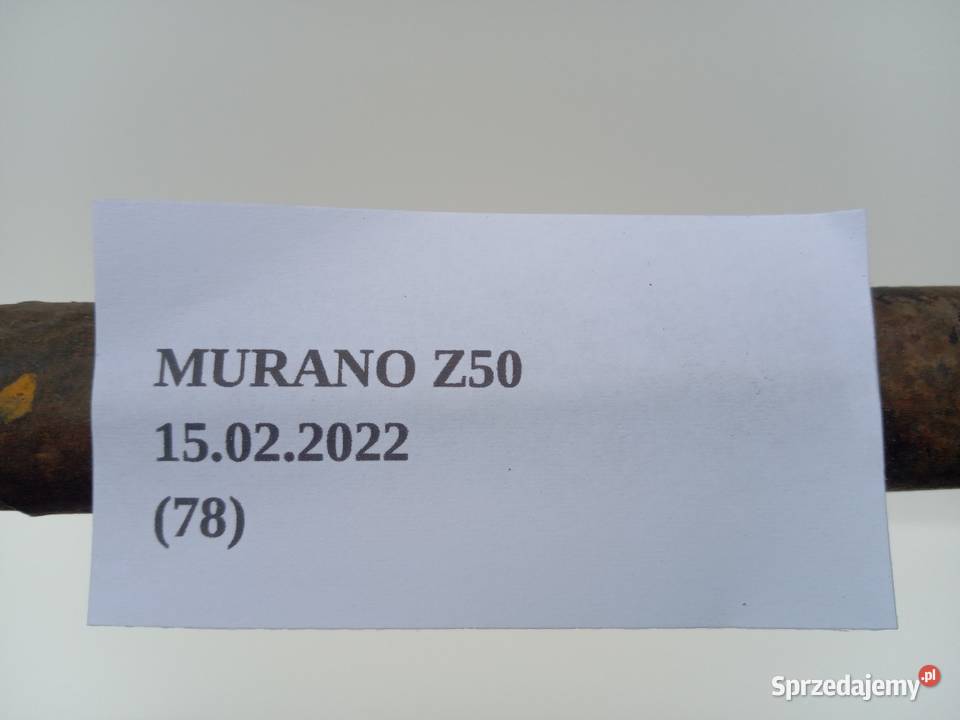 MURANO Z50
15.02.2022
(78)
Sprzedajemy.pl